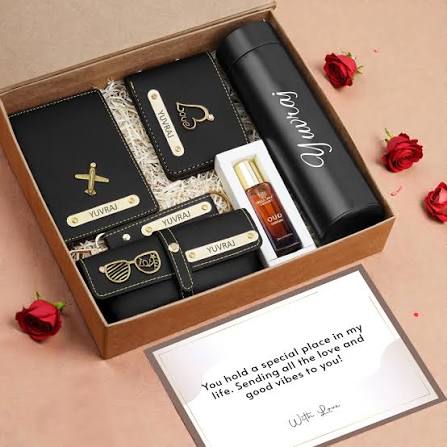 YUVRAJ
YUVRAJ
Yuvraj
YUVRAJ
YUVRAJ
OUD
You hold a special place in my
life. Sending all the love and
good vibes to you!
With Love